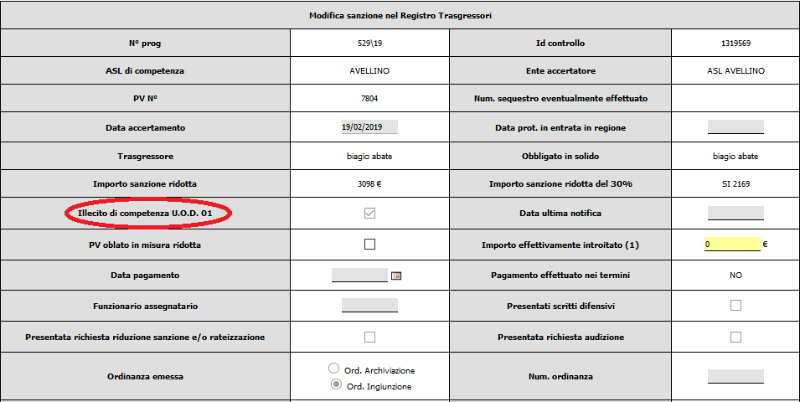 Modifica sanzione nel Registro Trasgressori
N° prog 529\19 Id controllo 1319569
ASL di competenza AVELLINO Ente accertatore ASL AVELLINO
PV N° 7804 Num. sequestro eventualmente effettuato
Data accertamento 19/02/2019 Data prot. in entrata in regione
Trasgressore biagio abate Obbligato in solido biagio abate
Importo sanzione ridotta 3098 € Importo sanzione ridotta del 30% SI 2169
Illecito di competenza U.O.D. 01 Data ultima notifica
PV oblato in misura ridotta Importo effettivamente introitato (1) 0 €
Data pagamento Pagamento effettuato nei termini NO
Funzionario assegnatario Presentati scritti difensivi
Presentata richiesta riduzione sanzione e/o rateizzazione Presentata richiesta audizione
Ordinanza emessa Ord. Archiviazione Num. ordinanza
Ord. Ingiunzione